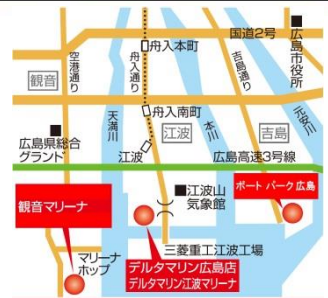 国道2号
広島市役所
舟入本町
観音
空港通り
舟入通り
吉島通り
天満川
舟入南町
江波
本川
吉島
元安川
広島県総合
グランド
江波
広島高速3号線
江波山
気象館
ボートパーク広島
観音マリーナ
三菱重工江波工場
マリーナ
ホップ
デルタマリン広島店
デルタマリン江波マリーナ